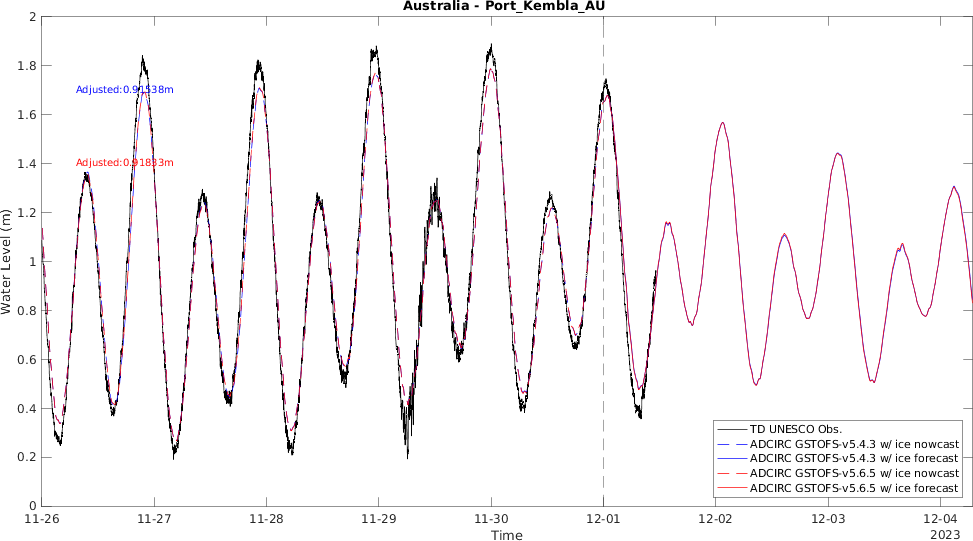 Australia - Port_Kembla_AU
2
1.8
1.6
1.4
1.2
1
0.8
0.6
0.4
0.2
0
Water Level (m)
Adjusted:0.91538m
Adjusted:0.91833m
TD UNESCO Obs.
ADCIRC GSTOFS-v5.4.3 w/ ice nowcast
ADCIRC GSTOFS-v5.4.3 w/ ice forecast
ADCIRC GSTOFS-v5.6.5 w/ ice nowcast
ADCIRC GSTOFS-v5.6.5 w/ ice forecast
11-26 11-27 11-28 11-29 11-30 12-01 12-02 12-03 12-04
Time
2023